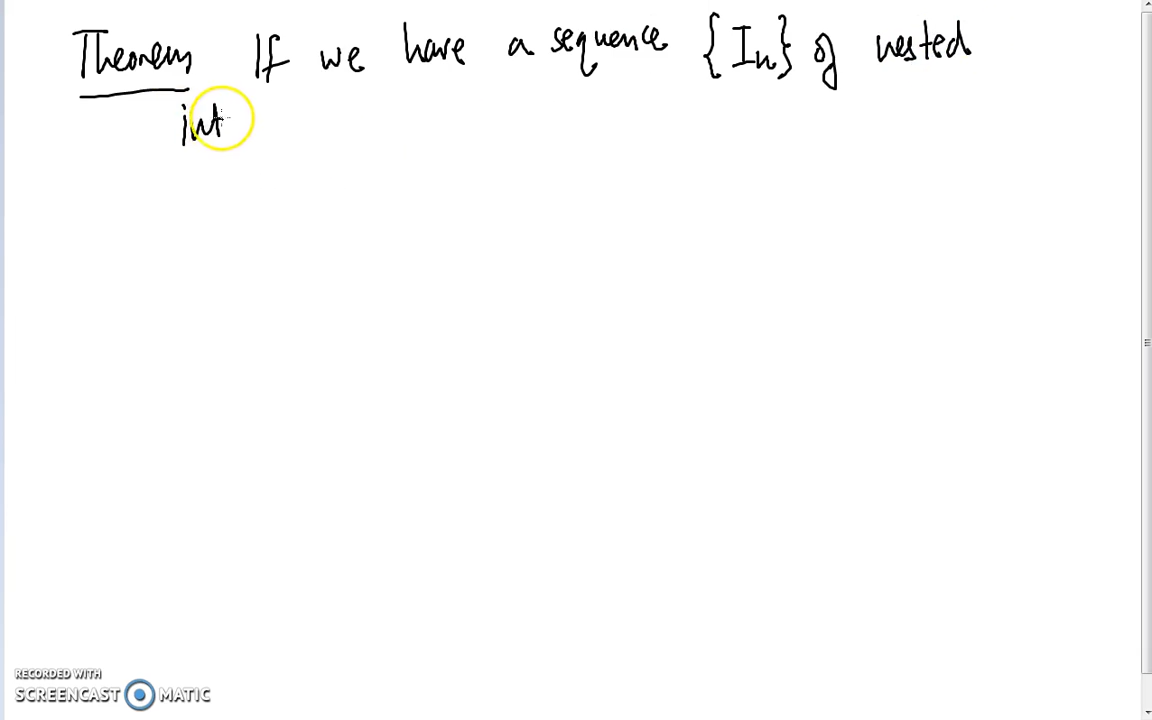 Theorem If we have a sequence {In} of nested
int
RECORDED WITH
SCREENCAST MATIC